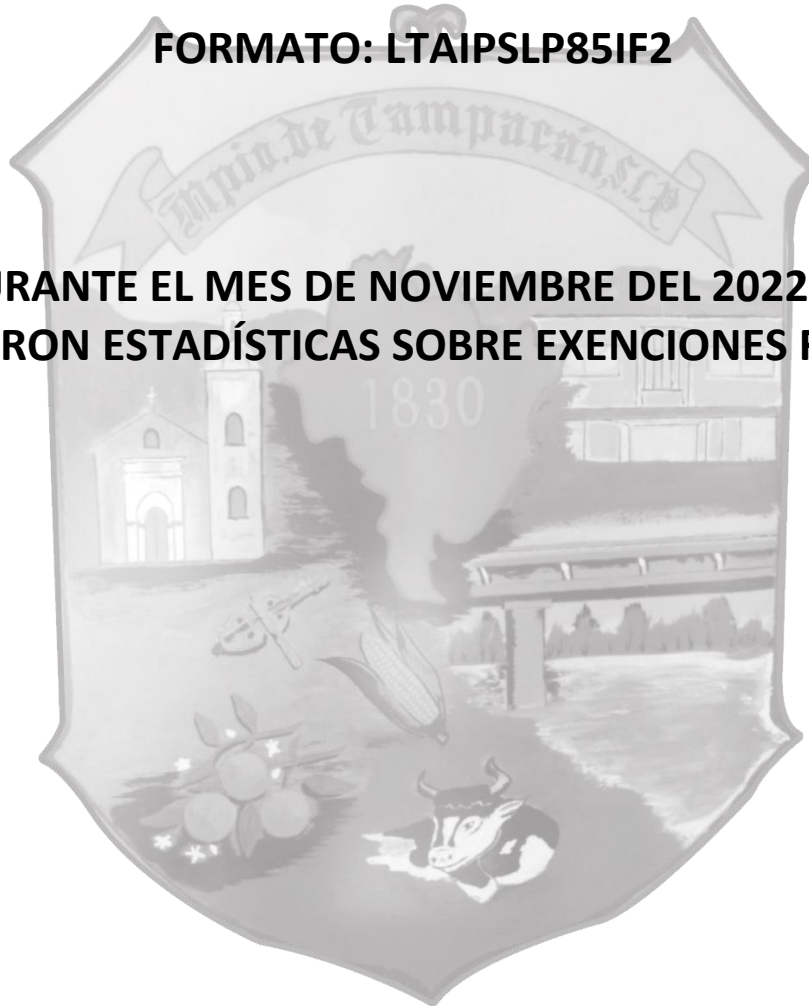 FORMATO: LTAIPSLP85IF2
Mpio. de Tampacán, S.L.P.
URANTE EL MES DE NOVIEMBRE DEL 2022
RON ESTADÍSTICAS SOBRE EXENCIONES F
1830